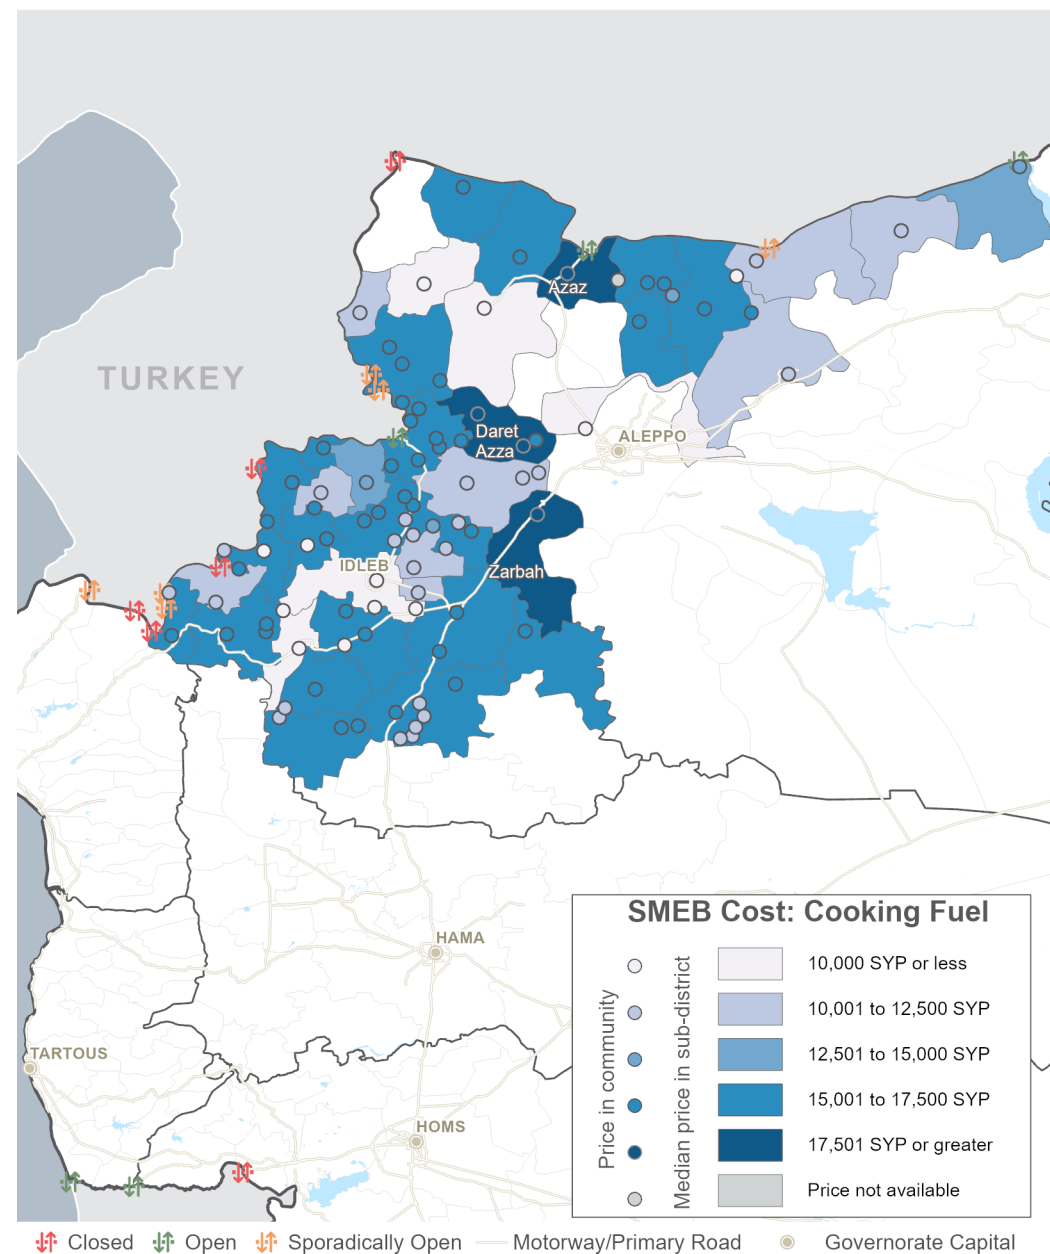 TURKEY
Azaz
Daret
Azza
ALEPPO
IDLEB
Zarbah
HAMA
TARTOUS
HOMS
SMEB Cost: Cooking Fuel
Price in community
Median price in sub-district
10,000 SYP or less
10,001 to 12,500 SYP
12,501 to 15,000 SYP
15,001 to 17,500 SYP
17,501 SYP or greater
Price not available
Closed Open Sporadically Open Motorway/Primary Road Governorate Capital